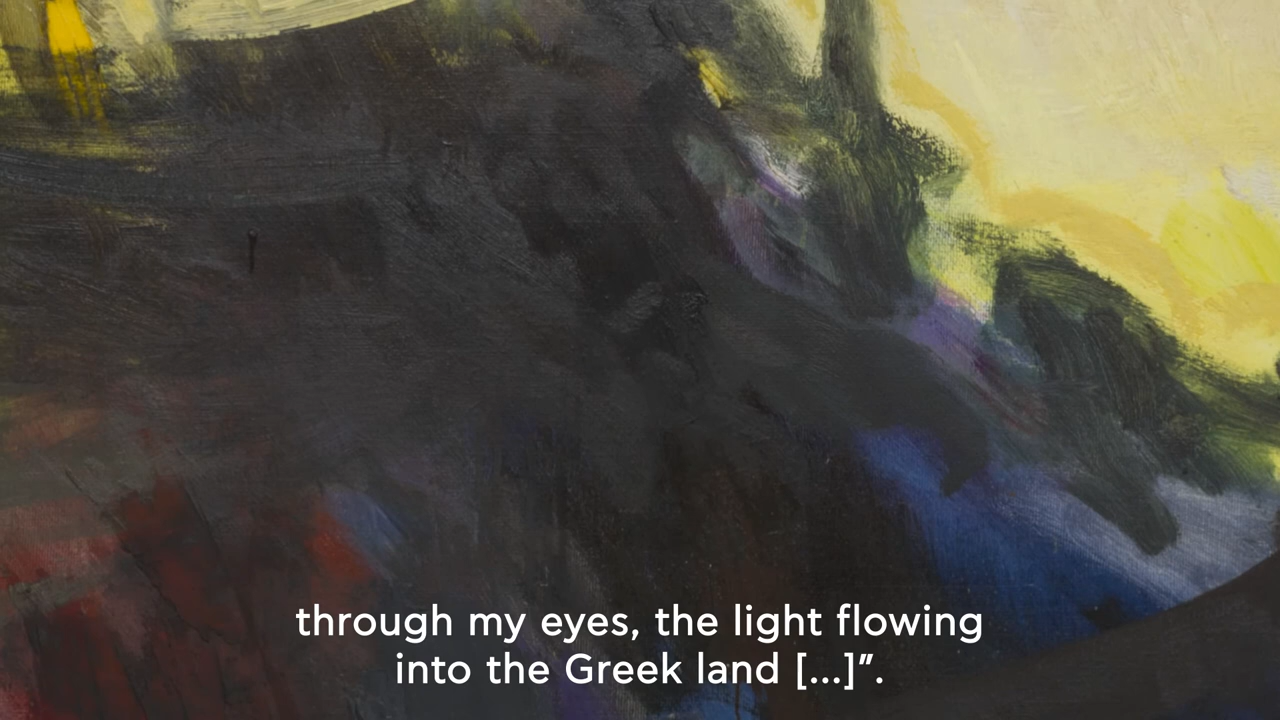 through my eyes, the light flowing
into the Greek land [...]”.